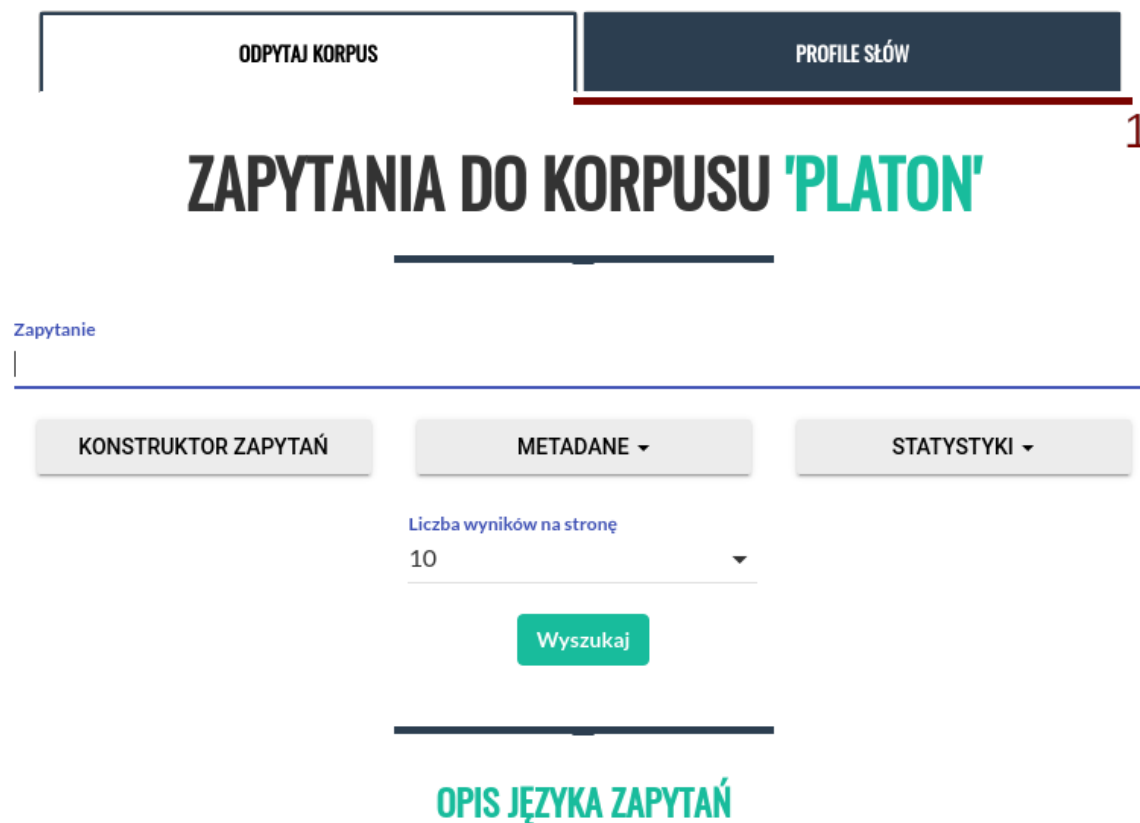 ODPYTAJ KORPUS
PROFILE SŁÓW
1
ZAPYTANIA DO KORPUSU 'PLATON'
Zapytanie
KONSTRUKTOR ZAPYTAŃ
METADANE
STATYSTYKI
Liczba wyników na stronę
10
Wyszukaj
OPIS JĘZYKA ZAPYTAŃ